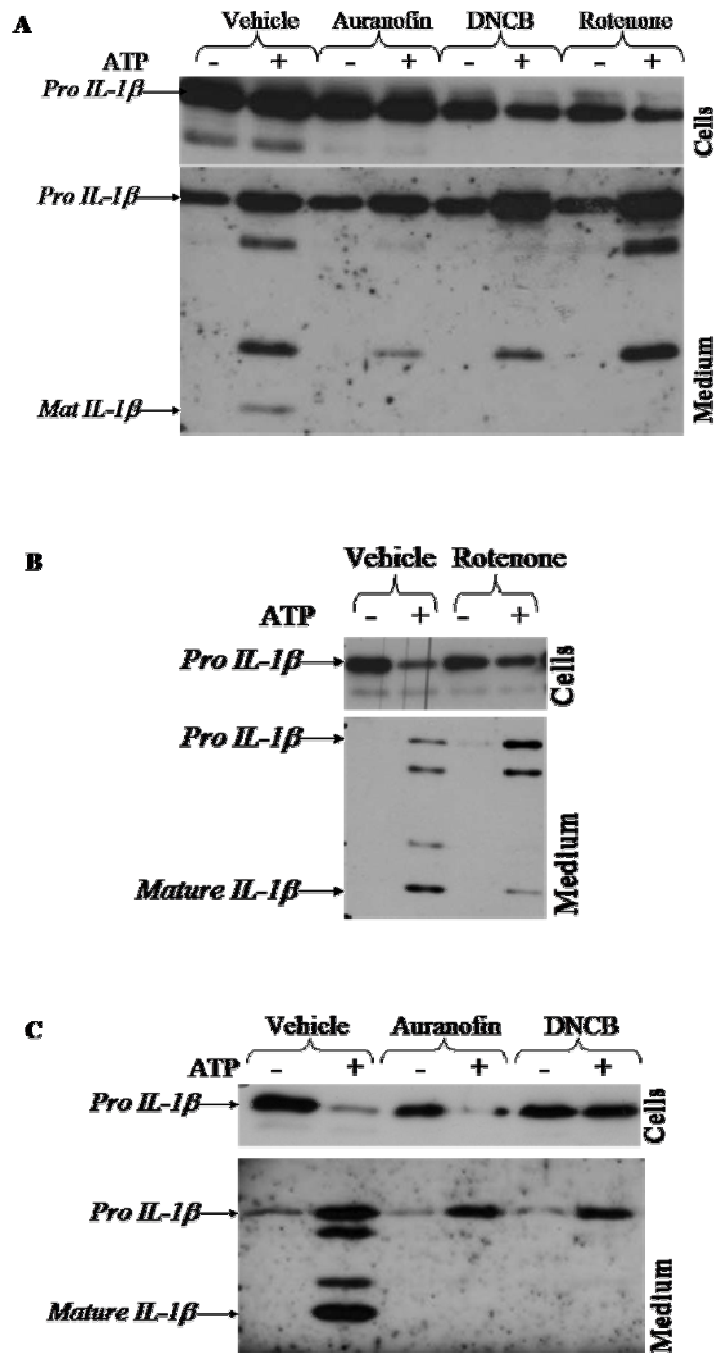 A
Vehicle Auranofin DNCB Rotenone
ATP - + - + - + - +
Pro IL-1β
Cells
Pro IL-1β
Mat IL-1β
Medium
B
Vehicle Rotenone
ATP - + - +
Pro IL-1β
Cells
Pro IL-1β
Mature IL-1β
Medium
C
Vehicle Auranofin DNCB
ATP - + - + - +
Pro IL-1β
Cells
Pro IL-1β
Mature IL-1β
Medium